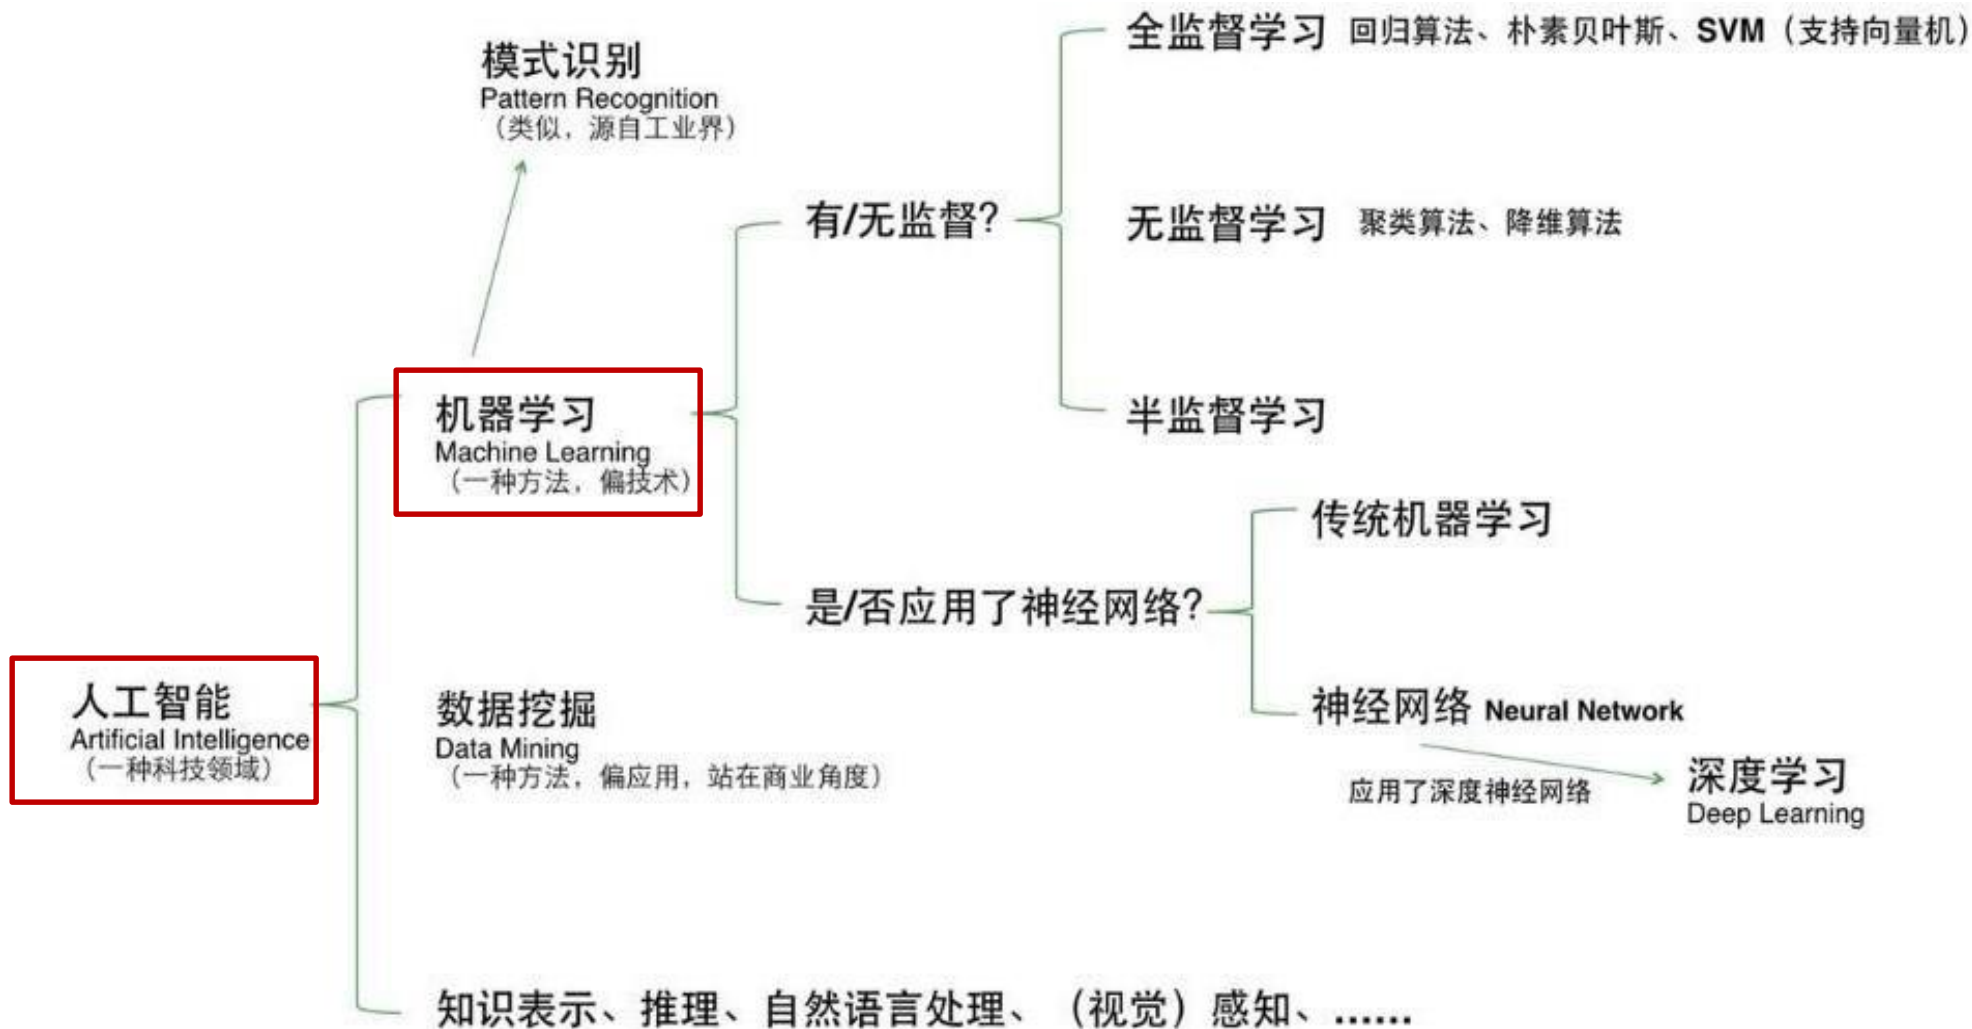 模式识别
Pattern Recognition
（类似，源自工业界）
全监督学习 回归算法、朴素贝叶斯、SVM（支持向量机）
有/无监督?
无监督学习 聚类算法、降维算法
机器学习
Machine Learning
（一种方法，偏技术）
半监督学习
传统机器学习
是/否应用了神经网络?
人工智能
Artificial Intelligence
（一种科技领域）
数据挖掘
Data Mining
（一种方法，偏应用，站在商业角度）
神经网络 Neural Network
应用了深度神经网络
深度学习
Deep Learning
知识表示、推理、自然语言处理、（视觉）感知、......